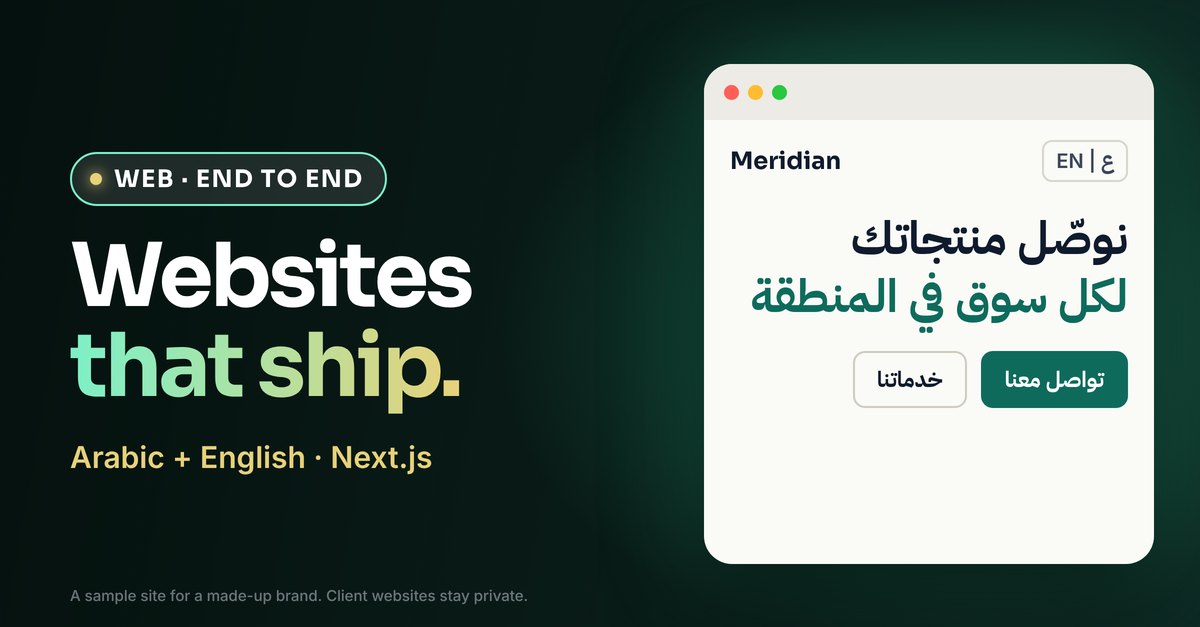 WEB · END TO END
Websites
that ship.
Arabic + English · Next.js
A sample site for a made-up brand. Client websites stay private.
Meridian
EN | ع
نوصّل منتجاتك
لكل سوق في المنطقة
تواصل معنا
خدماتنا